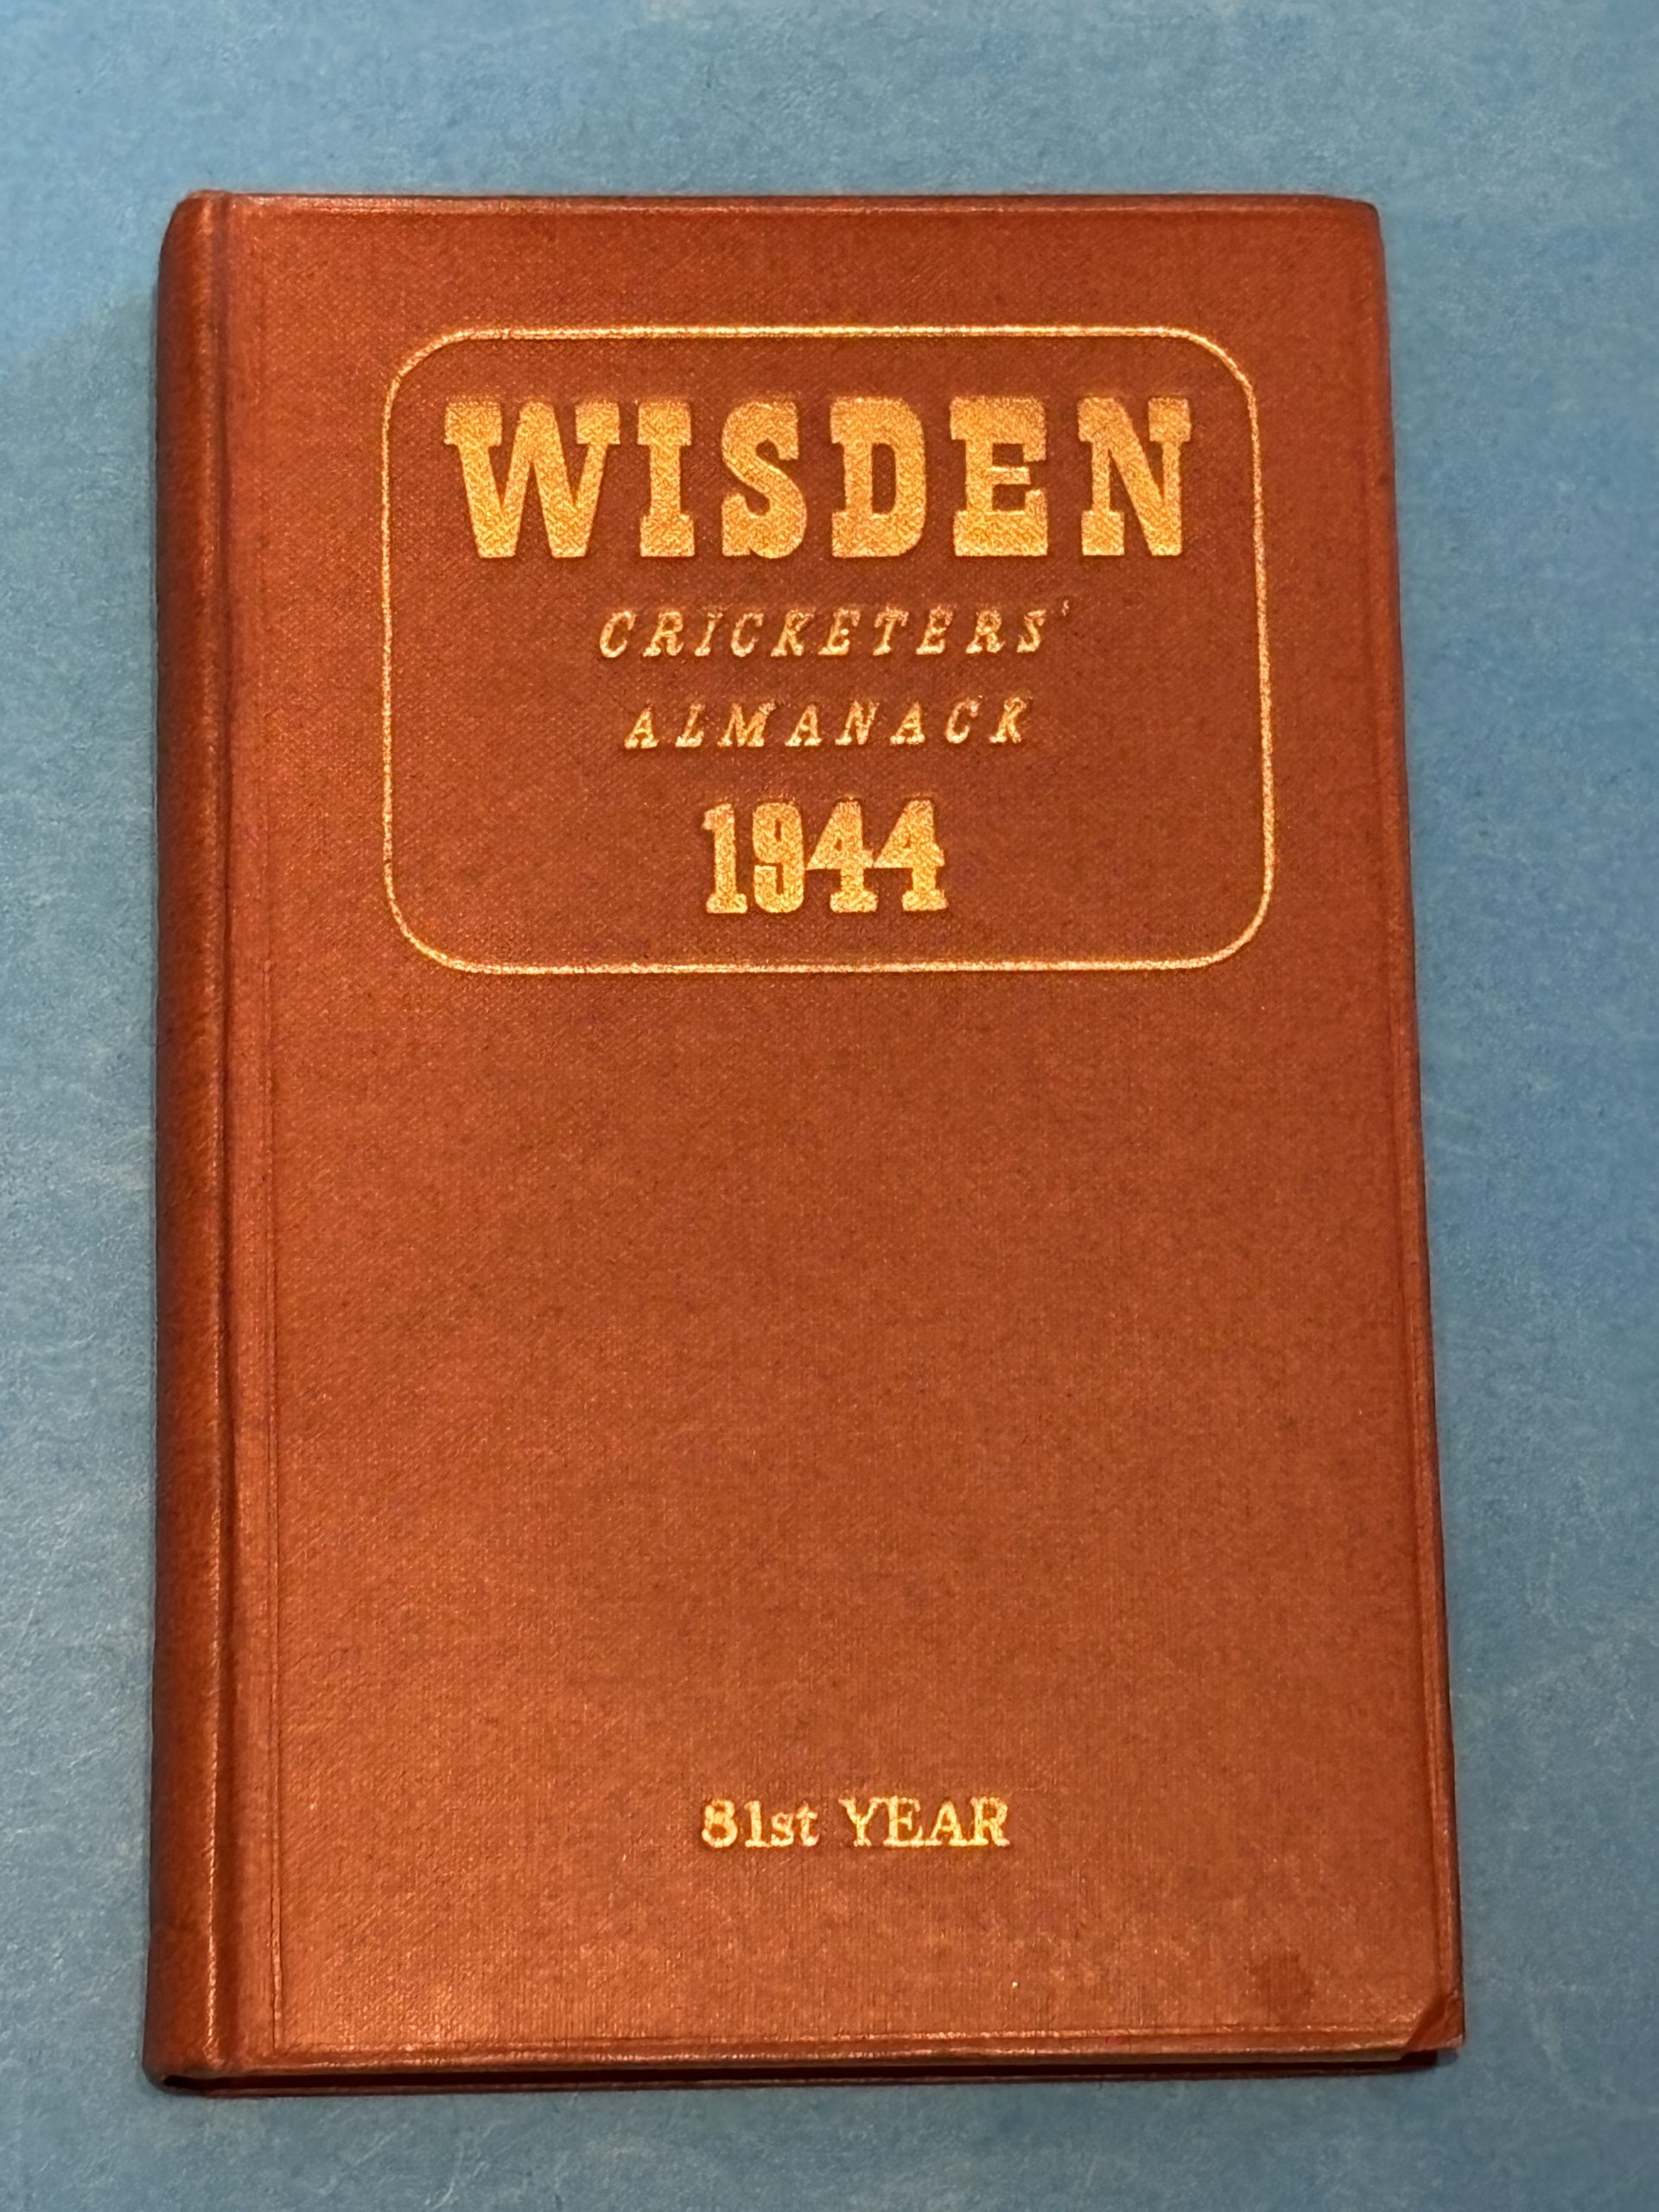 WISDEN
CRICKETERS'
ALMANACK
1944
81st YEAR